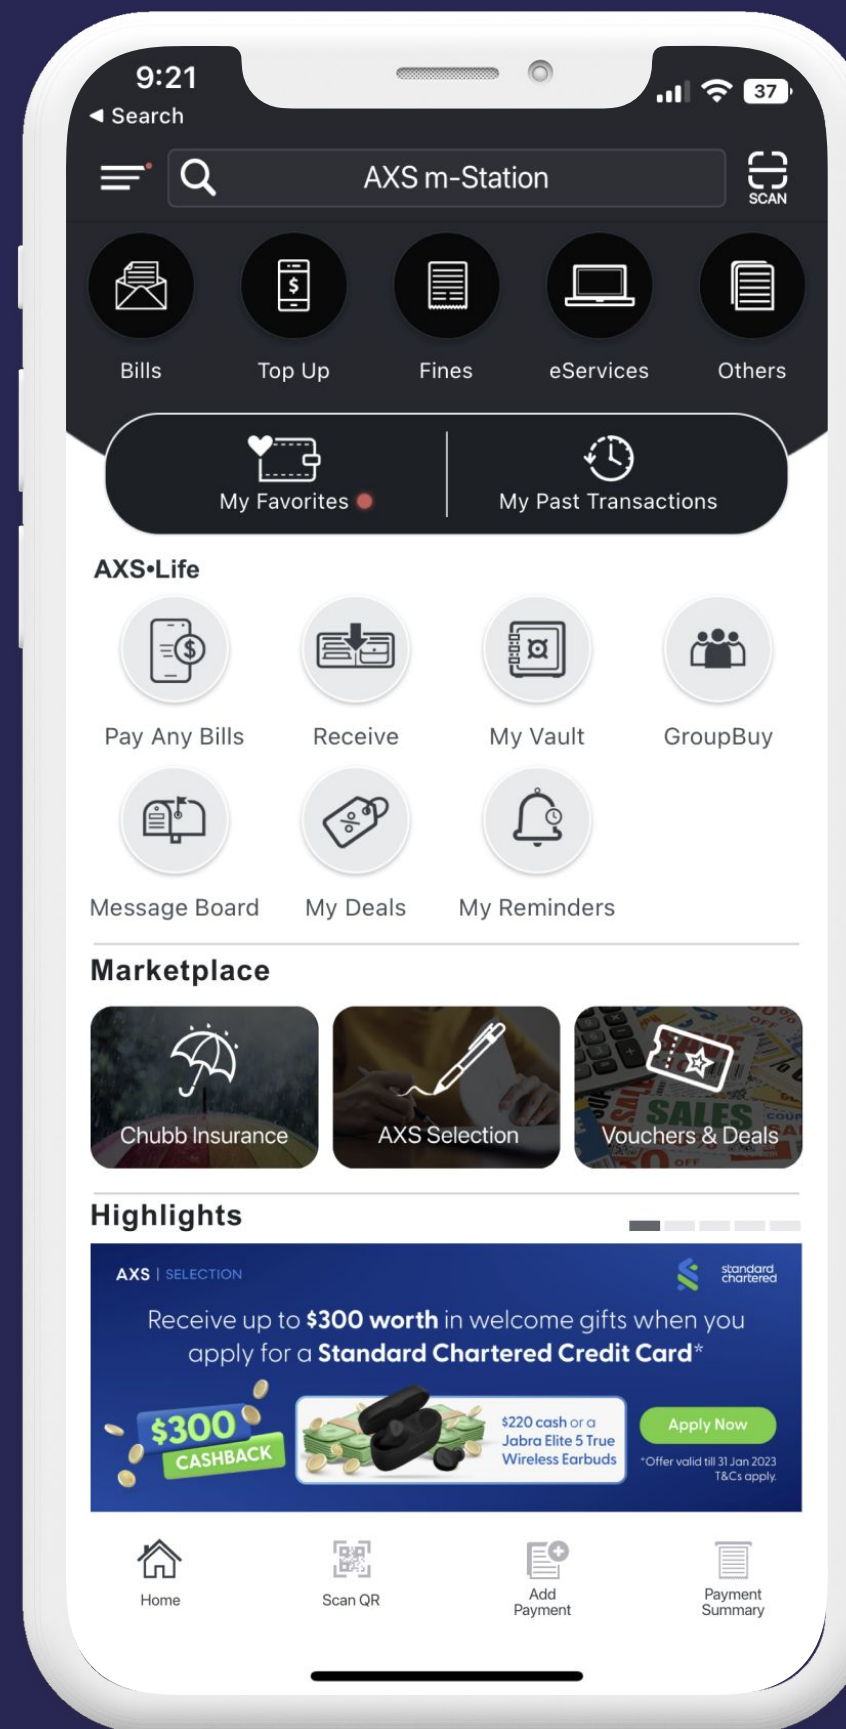 9:21
37
◀ Search
AXS m-Station
SCAN
$
Bills
Top Up
Fines
eServices
Others
My Favorites
My Past Transactions
AXS•Life
$
Pay Any Bills
Receive
My Vault
GroupBuy
%
Message Board
My Deals
My Reminders
Marketplace
SAVE
OFF
SALES
OFF
Chubb Insurance
AXS Selection
Vouchers & Deals
Highlights
AXS | SELECTION
standard
chartered
Receive up to $300 worth in welcome gifts when you
apply for a Standard Chartered Credit Card*
$300
CASHBACK
$220 cash or a
Jabra Elite 5 True
Wireless Earbuds
Apply Now
*Offer valid till 31 Jan 2023
T&Cs apply.
Home
Scan QR
Add
Payment
Payment
Summary